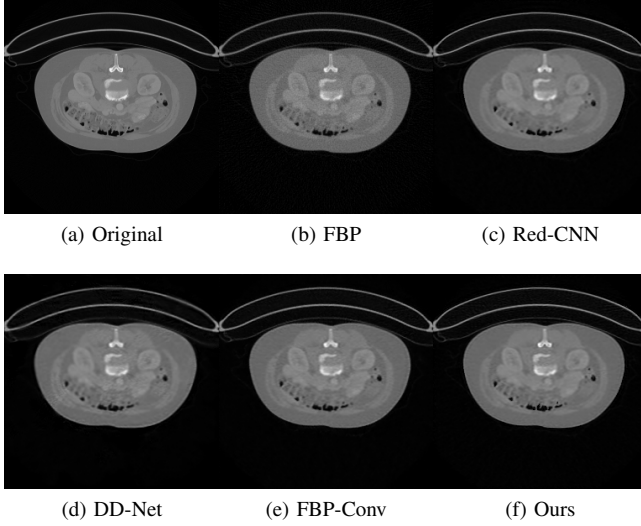 (a) Original
(b) FBP
(c) Red-CNN
(d) DD-Net
(e) FBP-Conv
(f) Ours